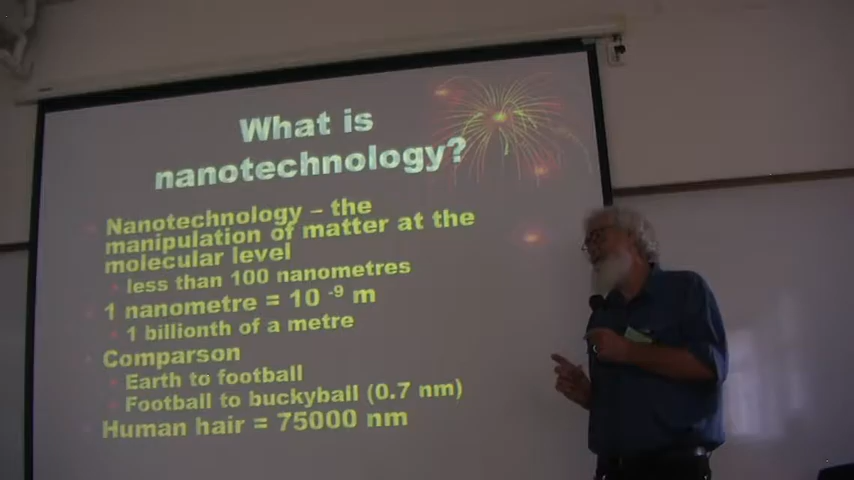 What is
nanotechnology?
Nanotechnology – the
manipulation of matter at the
molecular level
less than 100 nanometres
1 nanometre = 10 -9 m
1 billionth of a metre
Comparson
Earth to football
Football to buckyball (0.7 nm)
Human hair = 75000 nm